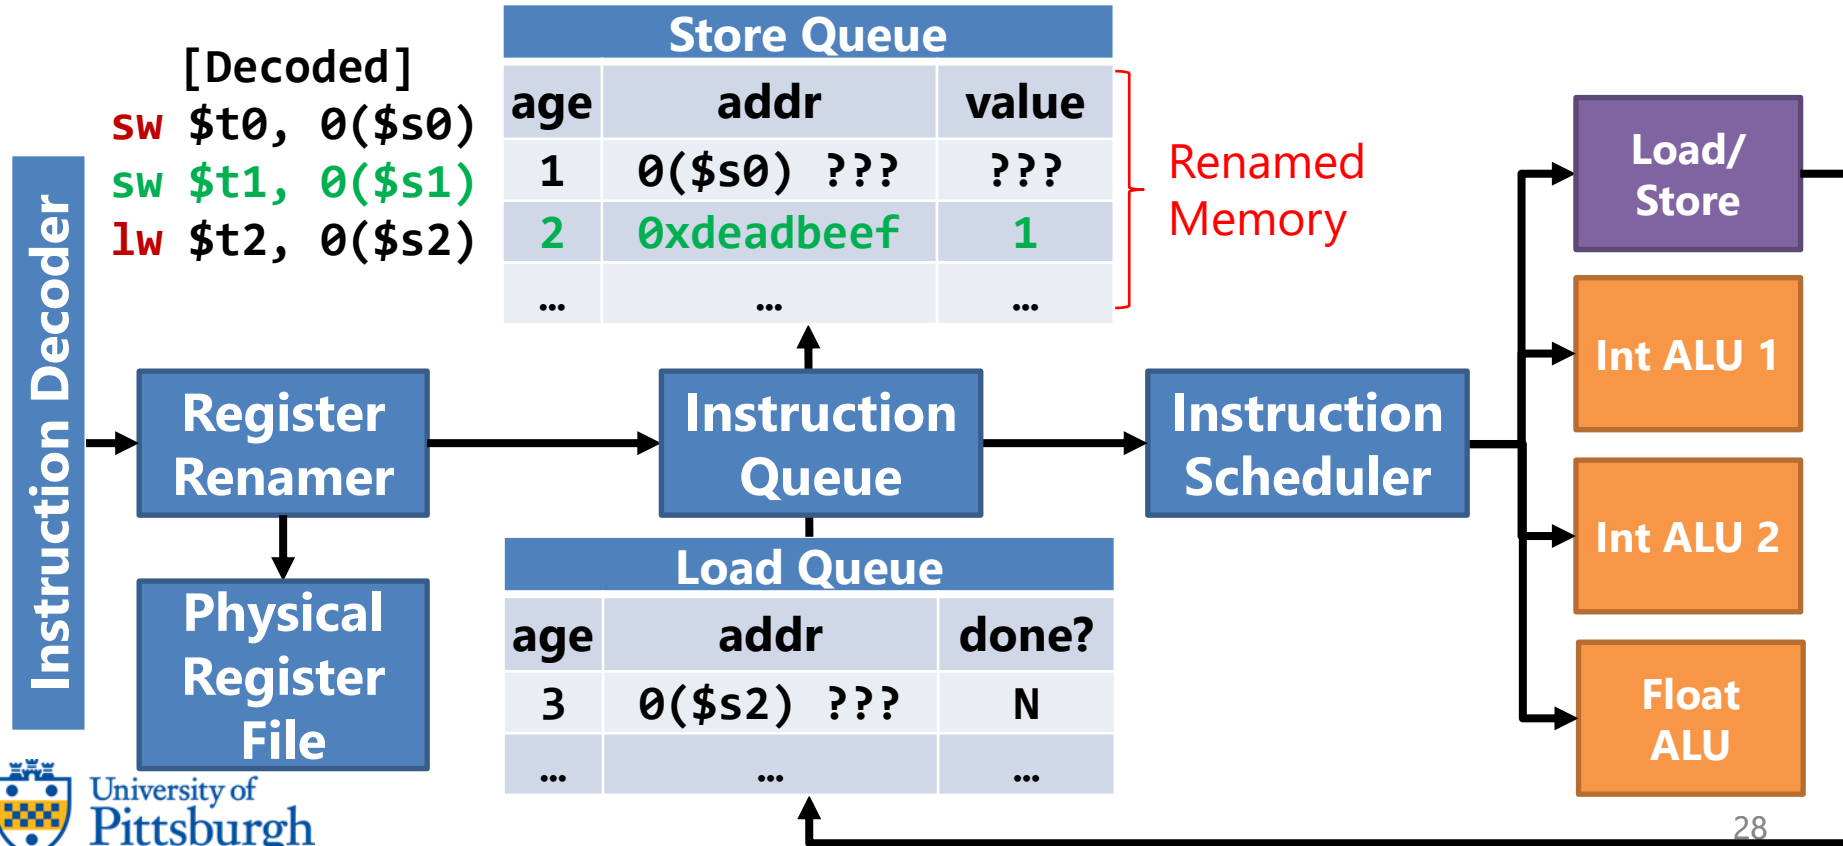 [Decoded]
sw $t0, 0($s0)
sw $t1, 0($s1)
lw $t2, 0($s2)
Store Queue
age addr value
1 0($s0) ??? ???
2 0xdeadbeef 1
… … …
Renamed
Memory
Instruction Decoder
Register
Renamer
Physical
Register
File
Instruction
Queue
Load Queue
age addr done?
3 0($s2) ??? N
… … …
Instruction
Scheduler
Load/
Store
Int ALU 1
Int ALU 2
Float
ALU
University of
Pittsburgh
28